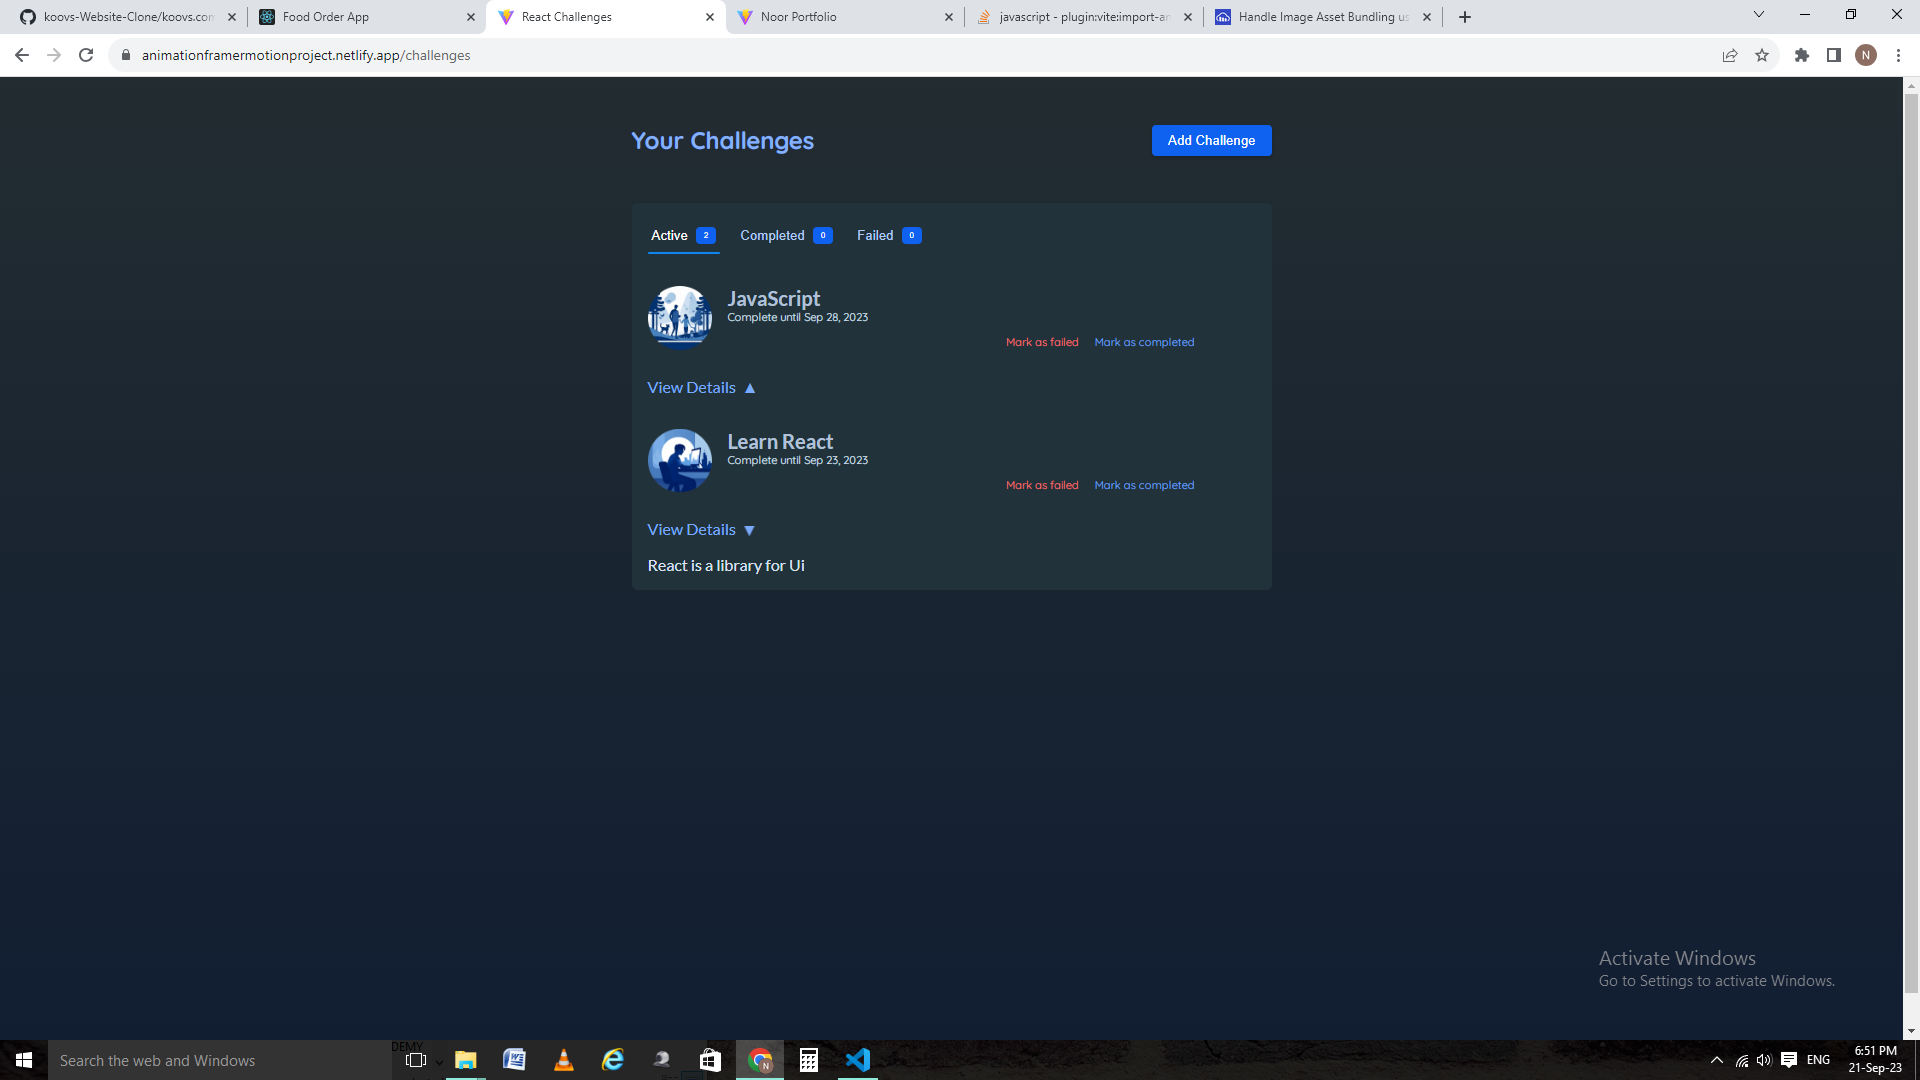 koovs-Website-Clone/koovs.com
Food Order App
React Challenges
Noor Portfolio
javascript - plugin:vite:import-an
Handle Image Asset Bundling us
animationframermotionproject.netlify.app/challenges
N
Your Challenges
Add Challenge
Active 2 Completed 0 Failed 0
JavaScript
Complete until Sep 28, 2023
Mark as failed Mark as completed
View Details ▲
Learn React
Complete until Sep 23, 2023
Mark as failed Mark as completed
View Details ▼
React is a library for Ui
Activate Windows
Go to Settings to activate Windows.
Search the web and Windows
DEMY
N
ENG
6:51 PM
21-Sep-23